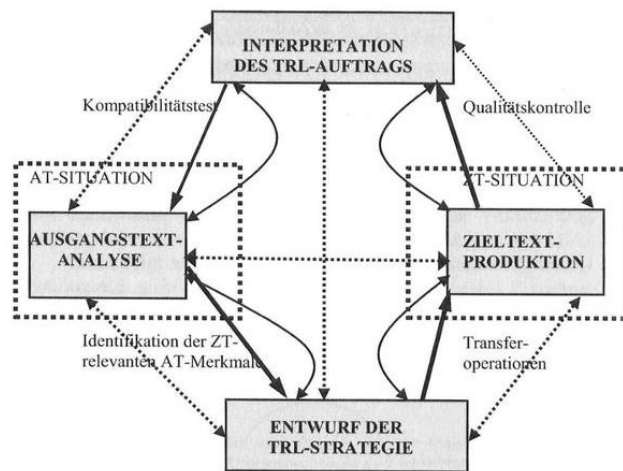 INTERPRETATION
DES TRL-AUFTRAGS
Kompatibilitätstest
Qualitätskontrolle
AT-SITUATION
ZT-SITUATION
AUSGANGSTEXT-
ANALYSE
ZIELTEXT-
PRODUKTION
Identifikation der ZT-
relevanten AT-Merkmale
Transfer-
operationen
ENTWURF DER
TRL-STRATEGIE